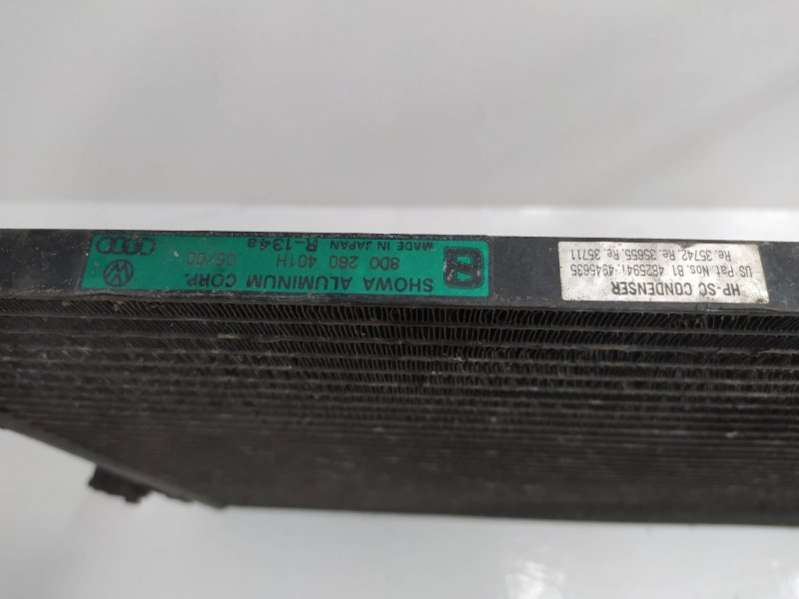 SHOWA ALUMINUM CORP.
8D0 260 401H 05/00
MADE IN JAPAN R-134a
HP-SC CONDENSER
US Pat. Nos. B1 4825941, 4945635
Re. 35742, Re. 35655, Re. 35711